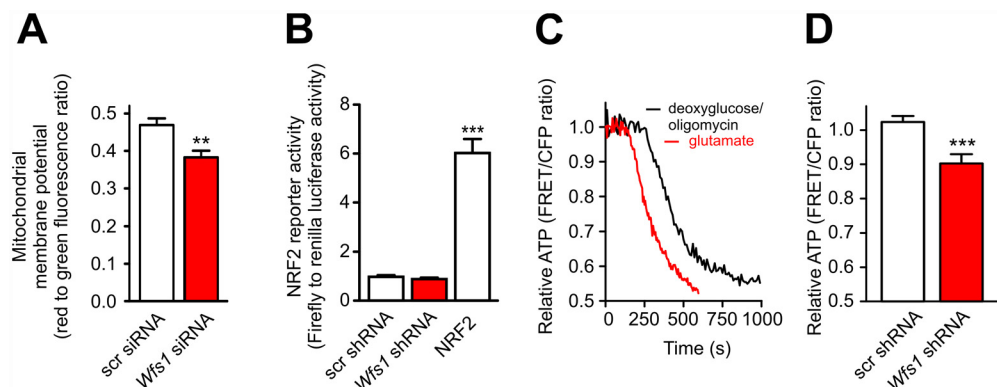 A
Mitochondrial
membrane potential
(red to green fluorescence ratio)
0.5
0.4
0.3
0.2
0.1
0.0
**
scr siRNA
Wfs1 siRNA
B
NRF2 reporter activity
(Firefly to renilla luciferase activity)
8
6
4
2
0
***
scr shRNA
Wfs1 shRNA
NRF2
C
Relative ATP (FRET/CFP ratio)
1.0
0.9
0.8
0.7
0.6
0.5
deoxyglucose/
oligomycin
glutamate
0 250 500 750 1000
Time (s)
D
Relative ATP (FRET/CFP ratio)
1.1
1.0
0.9
0.8
0.7
0.6
0.5
***
scr shRNA
Wfs1 shRNA